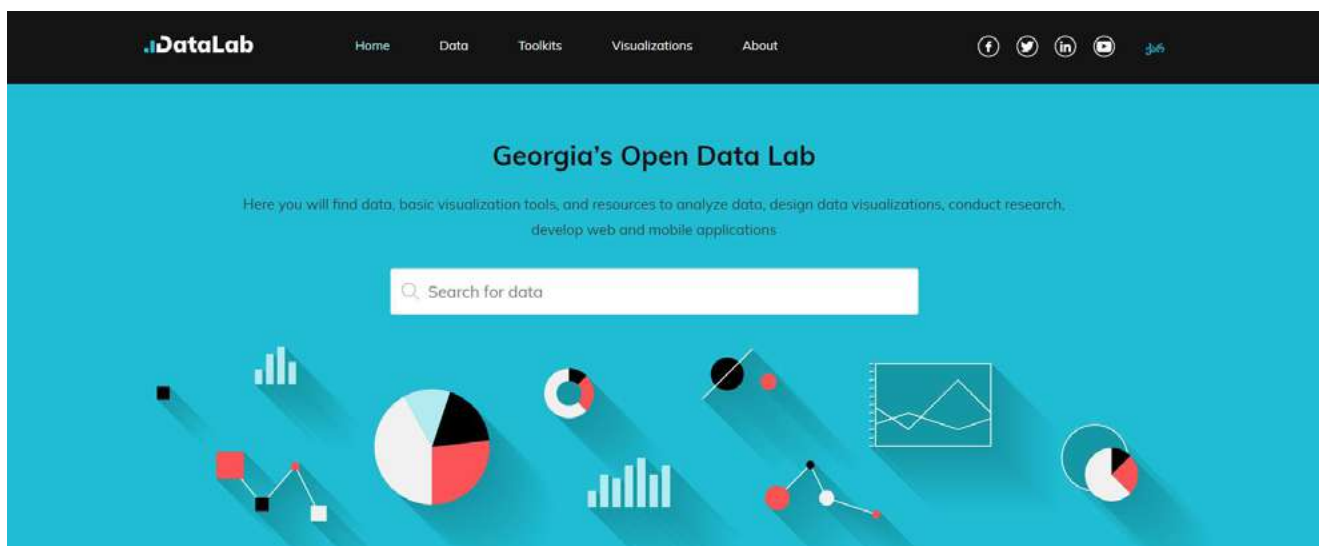 DataLab
Home Data Toolkits Visualizations About ქარ
Georgia's Open Data Lab
Here you will find data, basic visualization tools, and resources to analyze data, design data visualizations, conduct research,
develop web and mobile applications
Search for data